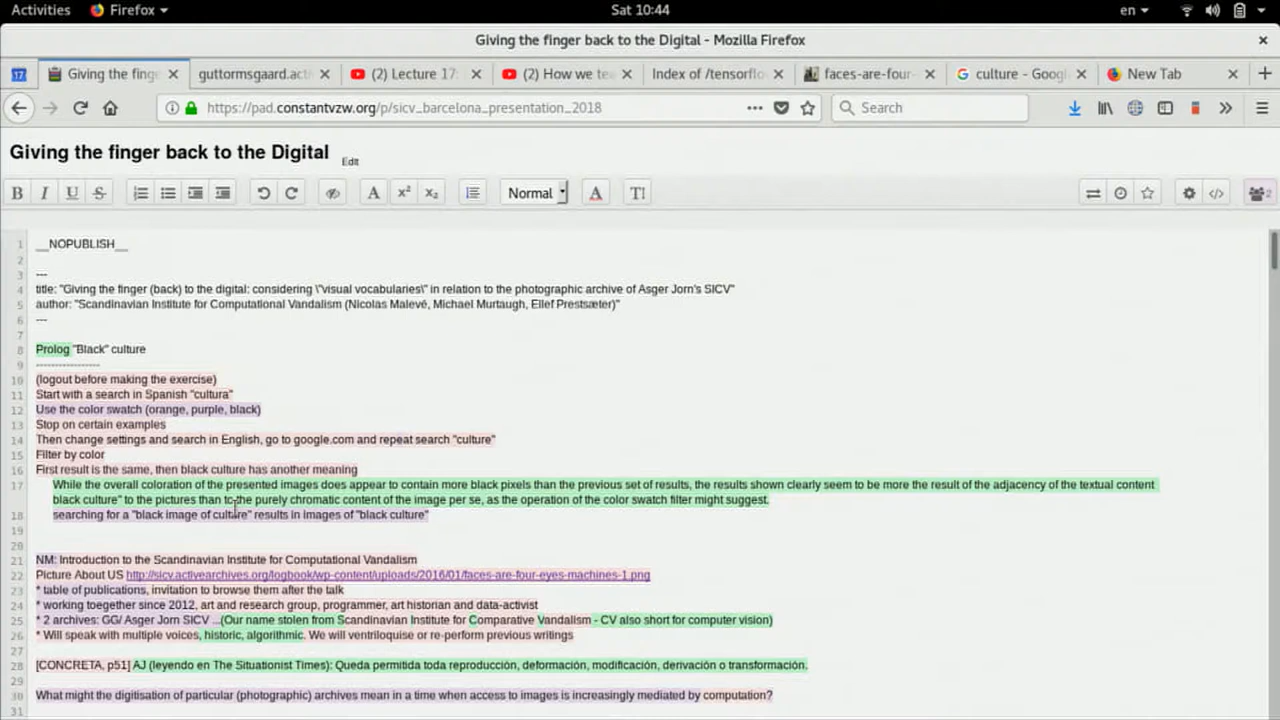 Activities Firefox Sat 10:44 en
Giving the finger back to the Digital - Mozilla Firefox
17 Giving the finge guttormsgaard.acti (2) Lecture 17: (2) How we te Index of /tensorflo faces-are-four- culture - Googl New Tab
https://pad.constantvzw.org/p/sicv_barcelona_presentation_2018 Search
Giving the finger back to the Digital Edit
Normal 2
1 __NOPUBLISH__
2
3 ---
4 title: "Giving the finger (back) to the digital: considering \"visual vocabularies\" in relation to the photographic archive of Asger Jorn's SICV"
5 author: "Scandinavian Institute for Computational Vandalism (Nicolas Malevé, Michael Murtaugh, Ellef Prestsæter)"
6 ---
7
8 Prolog "Black" culture
9 -----------------
10 (logout before making the exercise)
11 Start with a search in Spanish "cultura"
12 Use the color swatch (orange, purple, black)
13 Stop on certain examples
14 Then change settings and search in English, go to google.com and repeat search "culture"
15 Filter by color
16 First result is the same, then black culture has another meaning
17 While the overall coloration of the presented images does appear to contain more black pixels than the previous set of results, the results shown clearly seem to be more the result of the adjacency of the textual content
black culture" to the pictures than to the purely chromatic content of the image per se, as the operation of the color swatch filter might suggest.
18 searching for a "black image of culture" results in images of "black culture"
19
20
21 NM: Introduction to the Scandinavian Institute for Computational Vandalism
22 Picture About US http://sicv.activearchives.org/logbook/wp-content/uploads/2016/01/faces-are-four-eyes-machines-1.png
23 * table of publications, invitation to browse them after the talk
24 * working toegether since 2012, art and research group, programmer, art historian and data-activist
25 * 2 archives: GG/ Asger Jorn SICV ...(Our name stolen from Scandinavian Institute for Comparative Vandalism - CV also short for computer vision)
26 * Will speak with multiple voices, historic, algorithmic. We will ventriloquise or re-perform previous writings
27
28 [CONCRETA, p51] AJ (leyendo en The Situationist Times): Queda permitida toda reproducción, deformación, modificación, derivación o transformación.
29
30 What might the digitisation of particular (photographic) archives mean in a time when access to images is increasingly mediated by computation?
31